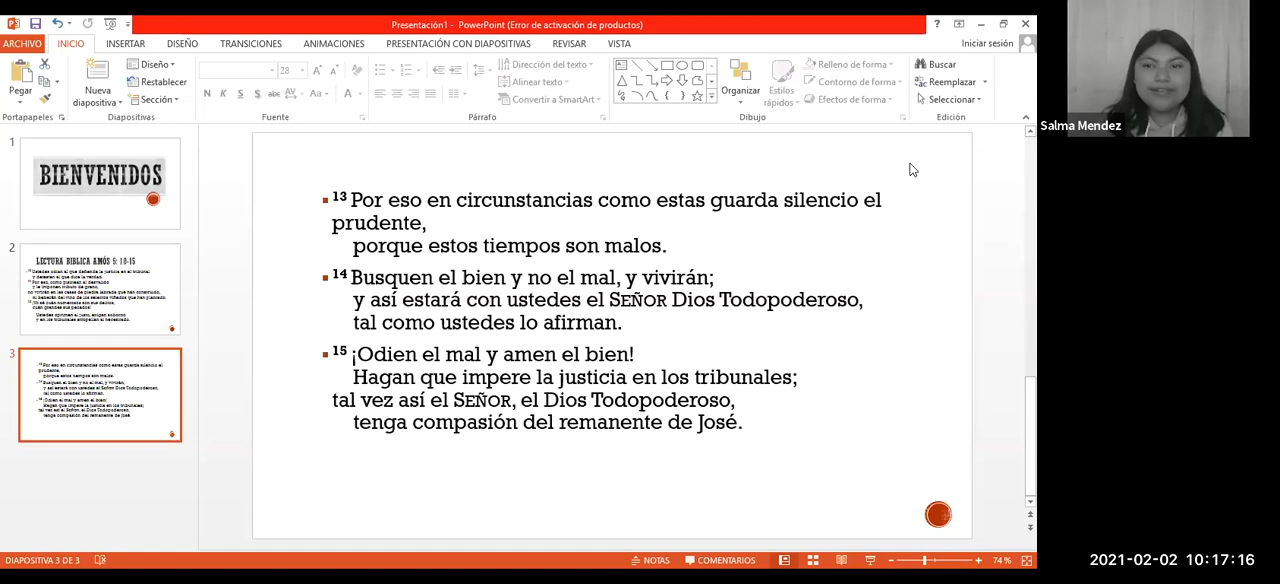 Presentación1 - PowerPoint (Error de activación de productos)
ARCHIVO INICIO INSERTAR DISEÑO TRANSICIONES ANIMACIONES PRESENTACIÓN CON DIAPOSITIVAS REVISAR VISTA Iniciar sesión
Pegar
Nueva diapositiva
Diseño
Restablecer
Sección
28
N K S S abc AV Aa A
Dirección del texto
Alinear texto
Convertir a SmartArt
Organizar
Estilos rápidos
Relleno de forma
Contorno de forma
Efectos de forma
Buscar
Reemplazar
Seleccionar
Portapapeles Diapositivas Fuente Párrafo Dibujo Edición
Salma Mendez
1
BIENVENIDOS
2
LECTURA BIBLICA AMÓS 5: 10-15
3
13 Por eso en circunstancias como estas guarda silencio el
prudente,
porque estos tiempos son malos.
14 Busquen el bien y no el mal, y vivirán;
y así estará con ustedes el SEÑOR Dios Todopoderoso,
tal como ustedes lo afirman.
15 ¡Odien el mal y amen el bien!
Hagan que impere la justicia en los tribunales;
tal vez así el SEÑOR, el Dios Todopoderoso,
tenga compasión del remanente de José.
DIAPOSITIVA 3 DE 3 NOTAS COMENTARIOS 74 %
2021-02-02 10:17:16